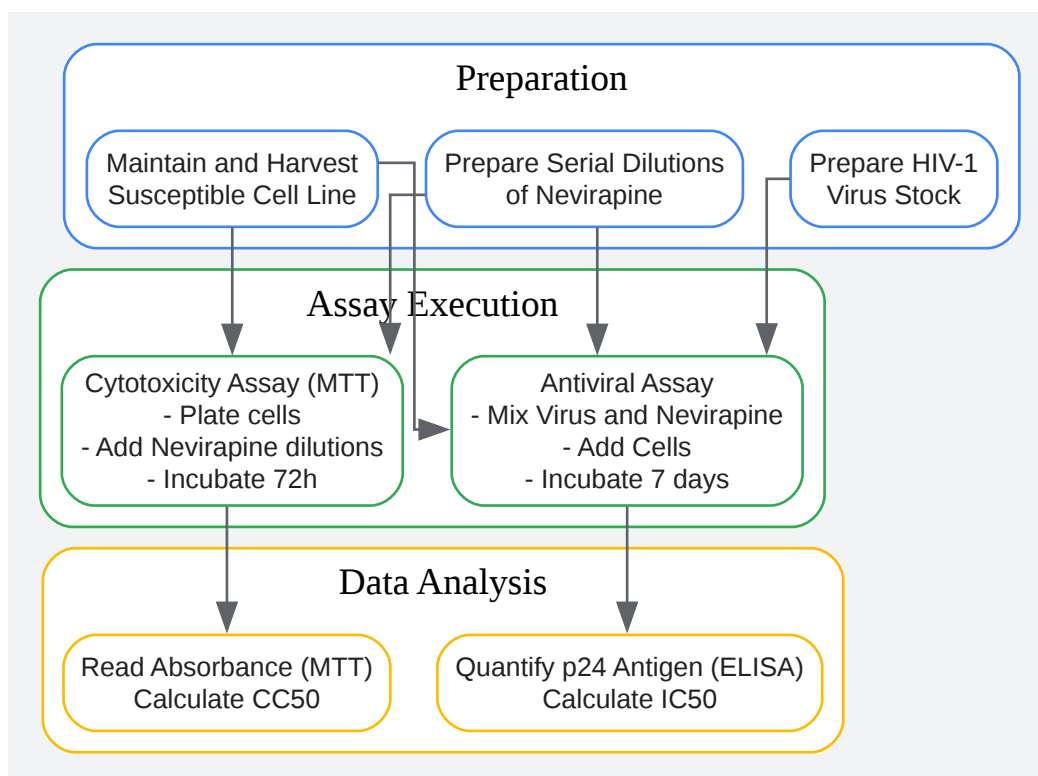 Preparation
Maintain and Harvest
Susceptible Cell Line
Prepare Serial Dilutions
of Nevirapine
Prepare HIV-1
Virus Stock
Assay Execution
Cytotoxicity Assay (MTT)
- Plate cells
- Add Nevirapine dilutions
- Incubate 72h
Antiviral Assay
- Mix Virus and Nevirapine
- Add Cells
- Incubate 7 days
Data Analysis
Read Absorbance (MTT)
Calculate CC50
Quantify p24 Antigen (ELISA)
Calculate IC50